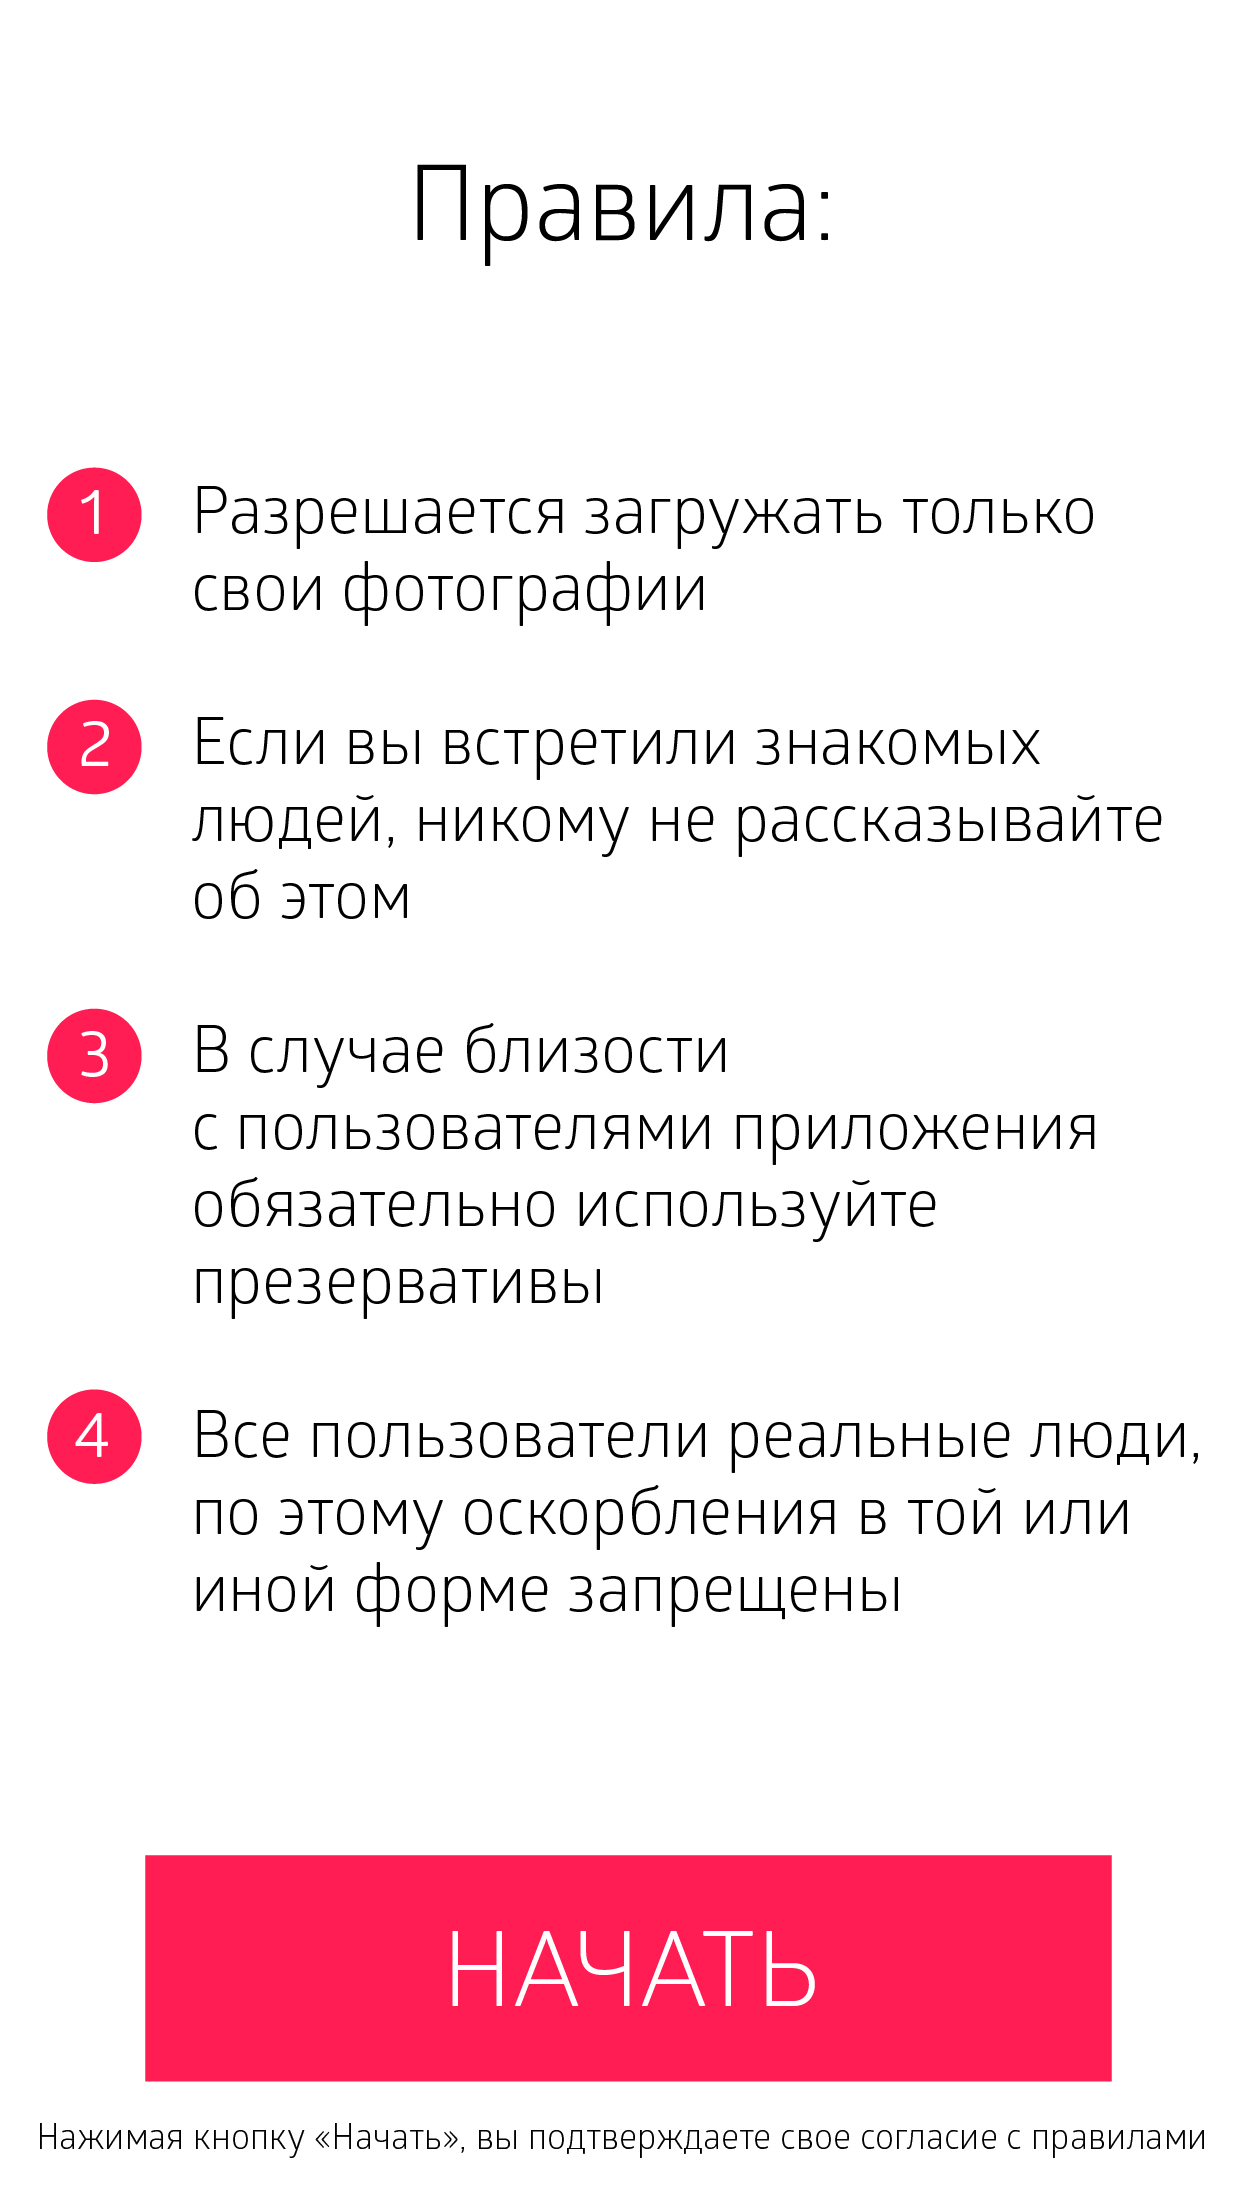 Правила:
1 Разрешается загружать только
свои фотографии
2 Если вы встретили знакомых
людей, никому не рассказывайте
об этом
3 В случае близости
с пользователями приложения
обязательно используйте
презервативы
4 Все пользователи реальные люди,
по этому оскорбления в той или
иной форме запрещены
НАЧАТЬ
Нажимая кнопку «Начать», вы подтверждаете свое согласие с правилами